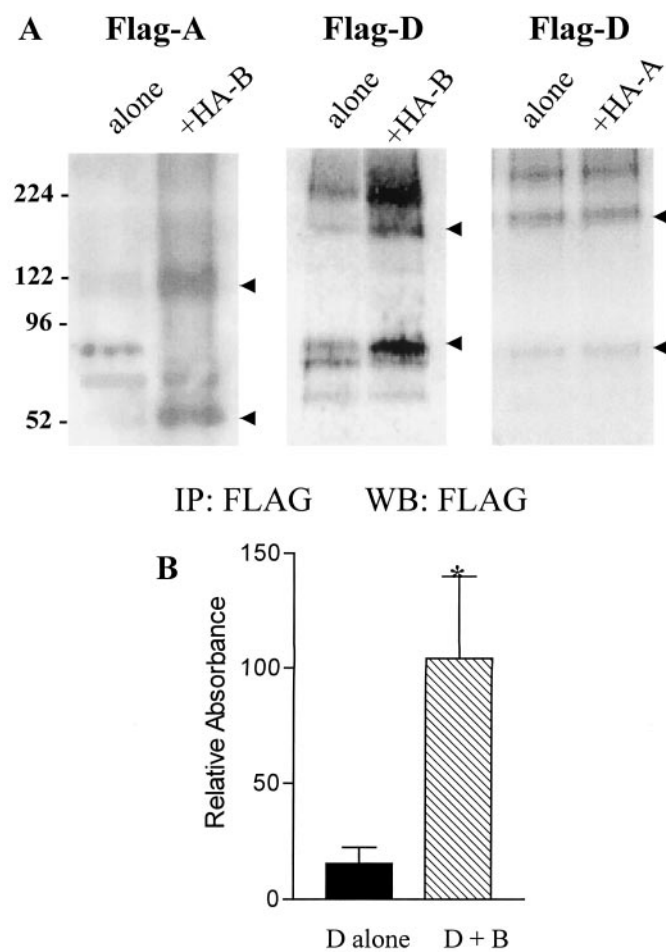 A Flag-A Flag-D Flag-D
alone +HA-B alone +HA-B alone +HA-A
224 -
122 -
96 -
52 -
IP: FLAG WB: FLAG
B
150
100
50
0
Relative Absorbance
*
D alone D + B